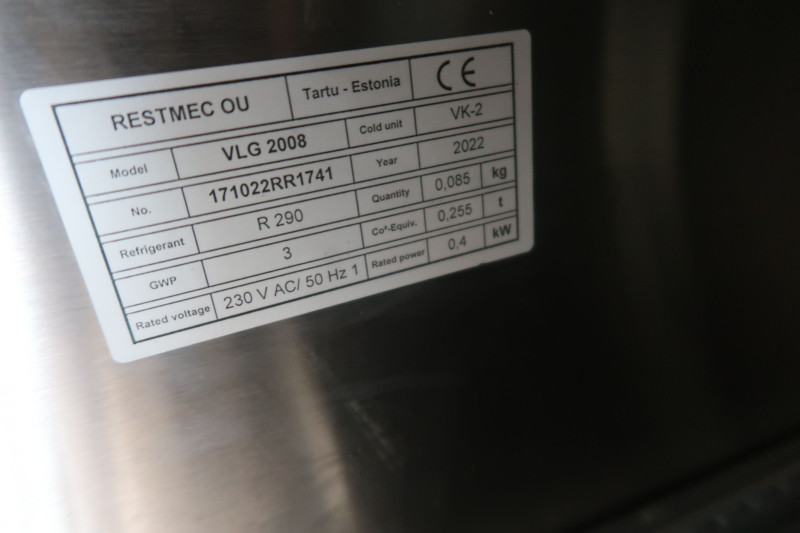 RESTMEC OU Tartu - Estonia CE
Model VLG 2008 Cold unit VK-2
No. 171022RR1741 Year 2022
Refrigerant R 290 Quantity 0,085 kg
GWP 3 Co²-Equiv. 0,255 t
Rated voltage 230 V AC/ 50 Hz 1 Rated power 0,4 kW